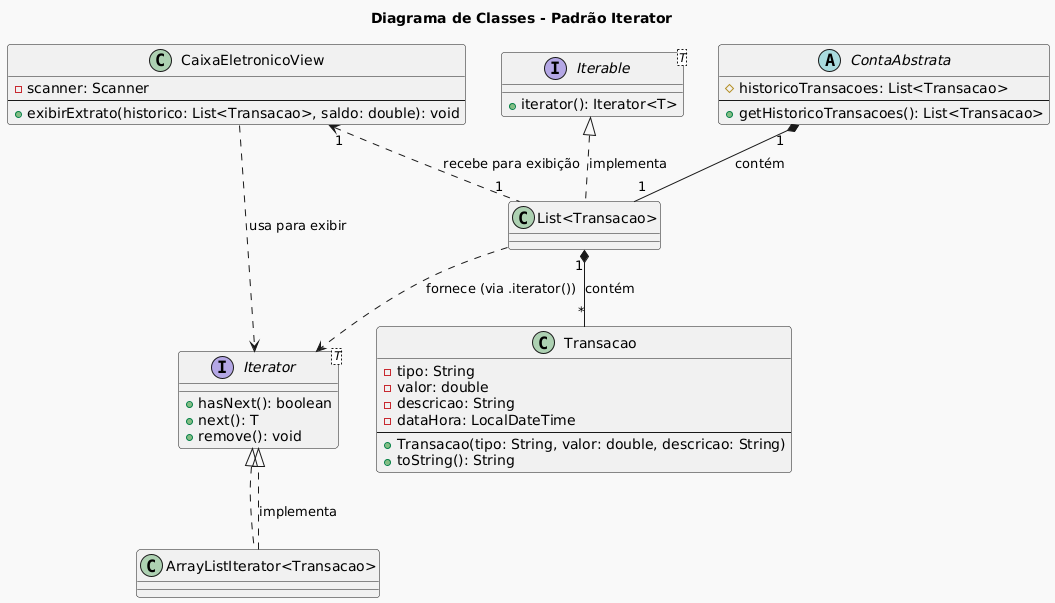 Diagrama de Classes - Padrão Iterator
C CaixaEletronicoView
scanner: Scanner
exibirExtrato(historico: List<Transacao>, saldo: double): void
I Iterable T
iterator(): Iterator<T>
A ContaAbstrata
historicoTransacoes: List<Transacao>
getHistoricoTransacoes(): List<Transacao>
1
1
recebe para exibição
implementa
contém
1
1
C List<Transacao>
usa para exibir
1
fornece (via .iterator())
contém
*
I Iterator T
hasNext(): boolean
next(): T
remove(): void
C Transacao
tipo: String
valor: double
descricao: String
dataHora: LocalDateTime
Transacao(tipo: String, valor: double, descricao: String)
toString(): String
implementa
C ArrayListIterator<Transacao>